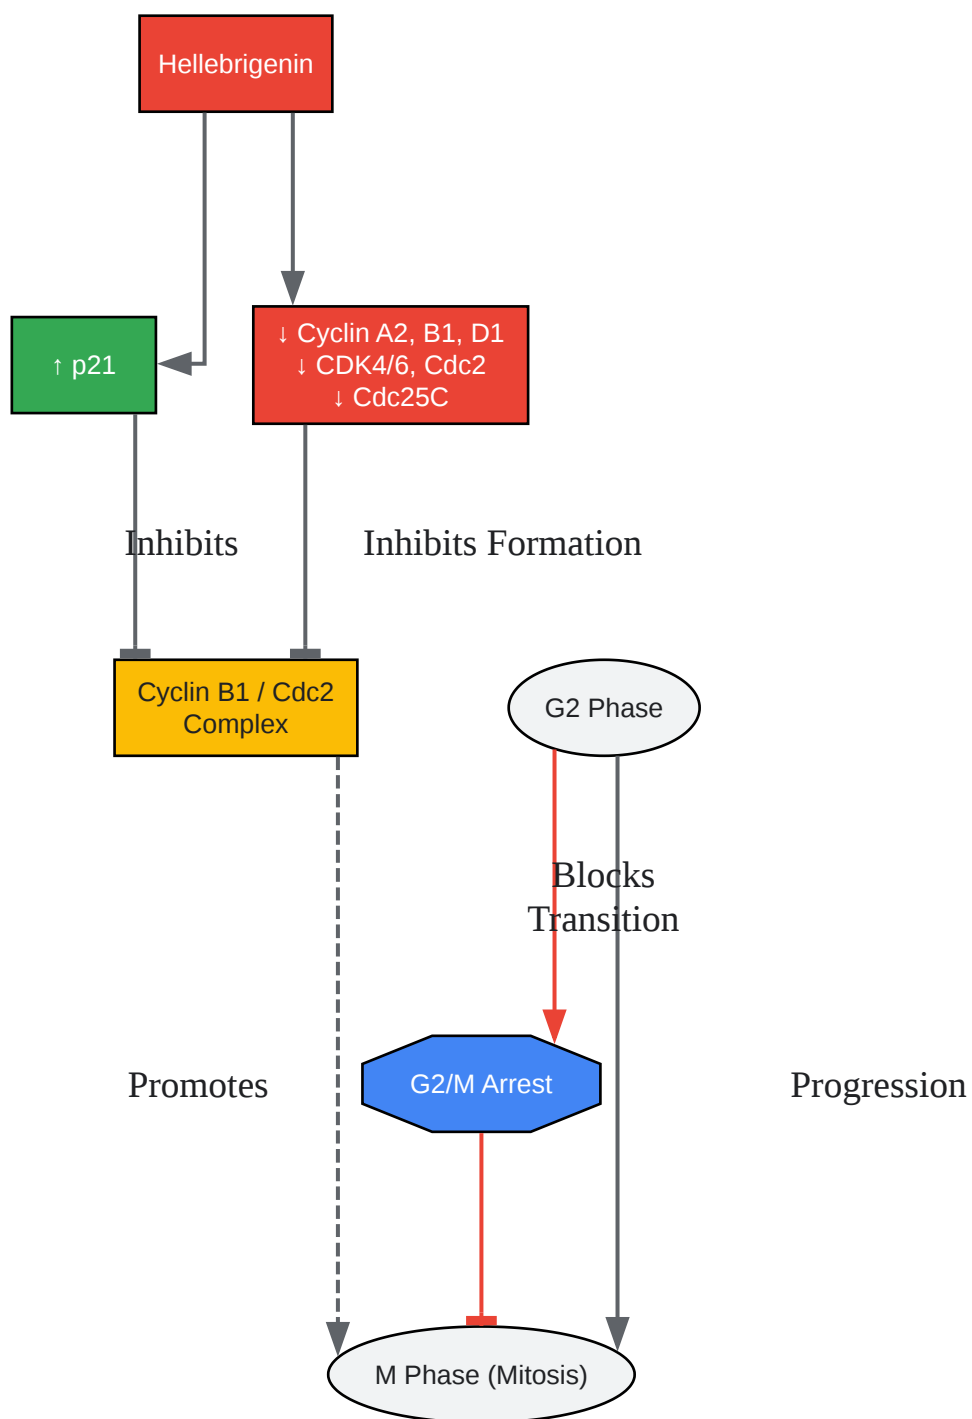 Hellebrigenin
↑ p21
↓ Cyclin A2, B1, D1
↓ CDK4/6, Cdc2
↓ Cdc25C
Inhibits
Inhibits Formation
Cyclin B1 / Cdc2
Complex
G2 Phase
Blocks
Transition
Promotes
G2/M Arrest
Progression
M Phase (Mitosis)